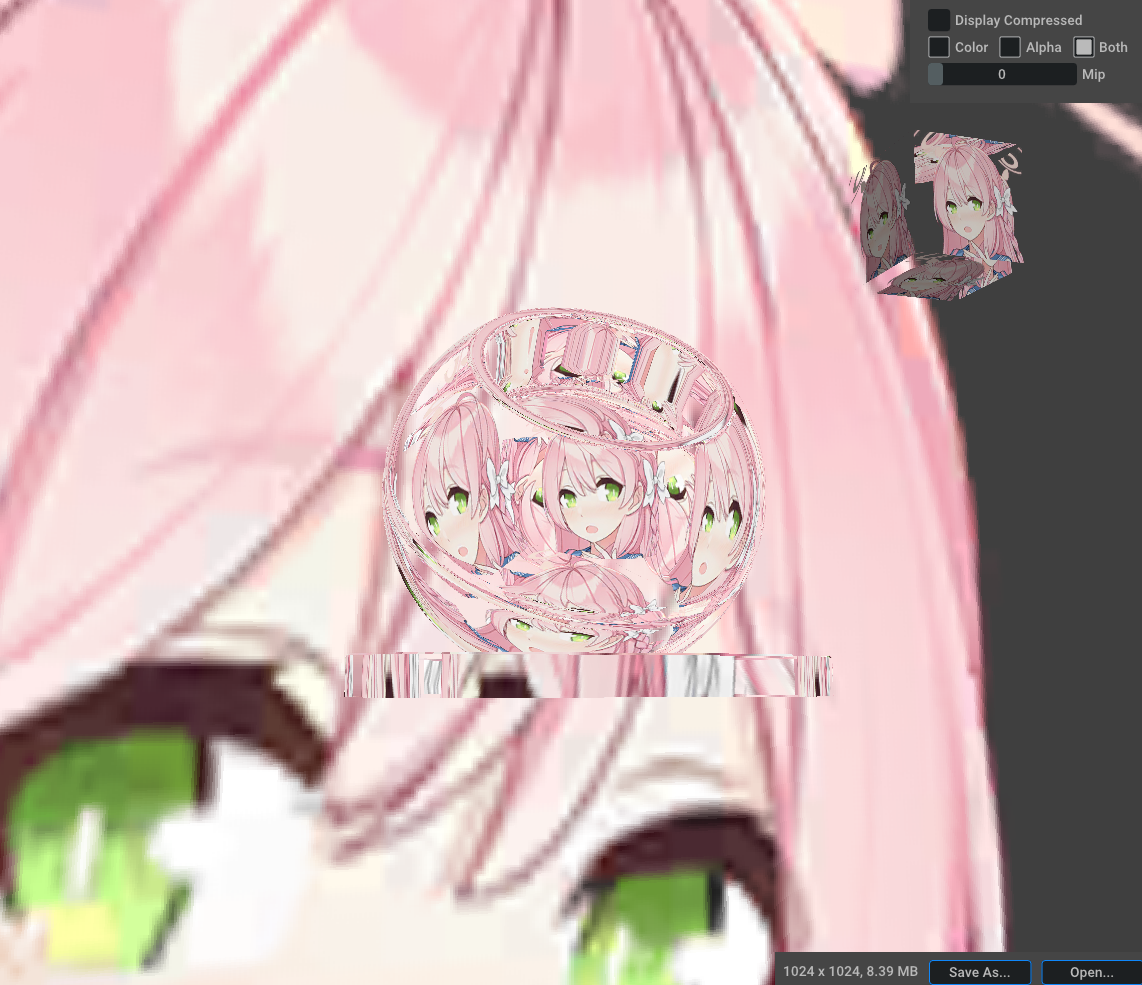 Display Compressed
Color Alpha Both
0 Mip
1024 x 1024, 8.39 MB Save As... Open...